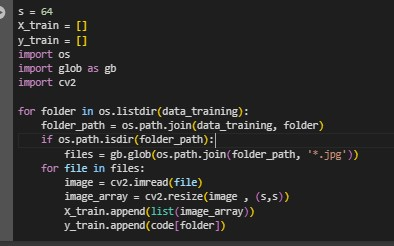 s = 64
X_train = []
y_train = []
import os
import glob as gb
import cv2

for folder in os.listdir(data_training):
    folder_path = os.path.join(data_training, folder)
    if os.path.isdir(folder_path):
        files = gb.glob(os.path.join(folder_path, '*.jpg'))
    for file in files:
        image = cv2.imread(file)
        image_array = cv2.resize(image , (s,s))
        X_train.append(list(image_array))
        y_train.append(code[folder])